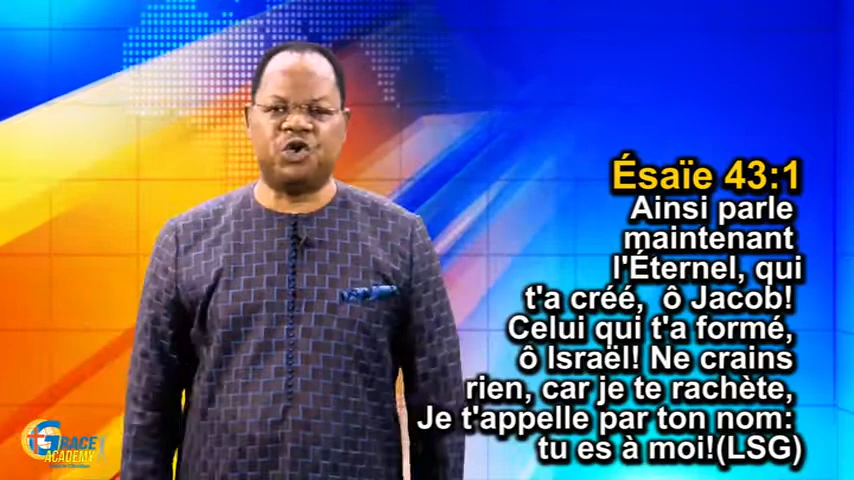 Ésaïe 43:1
Ainsi parle
maintenant
l'Éternel, qui
t'a créé, ô Jacob!
Celui qui t'a formé,
ô Israël! Ne crains
rien, car je te rachète,
Je t'appelle par ton nom:
tu es à moi!(LSG)
GRACE
ACADEMY